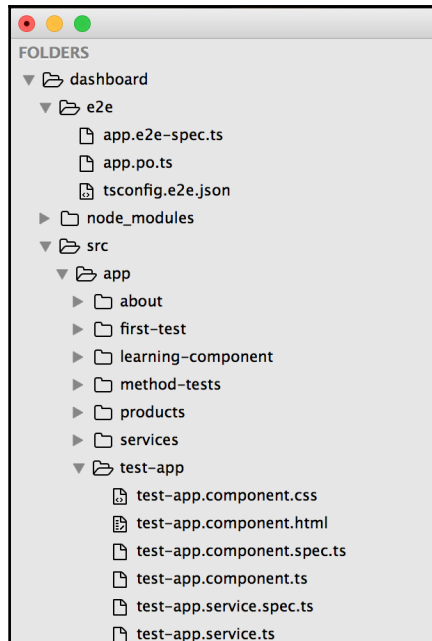 FOLDERS
dashboard
e2e
app.e2e-spec.ts
app.po.ts
tsconfig.e2e.json
node_modules
src
app
about
first-test
learning-component
method-tests
products
services
test-app
test-app.component.css
test-app.component.html
test-app.component.spec.ts
test-app.component.ts
test-app.service.spec.ts
test-app.service.ts